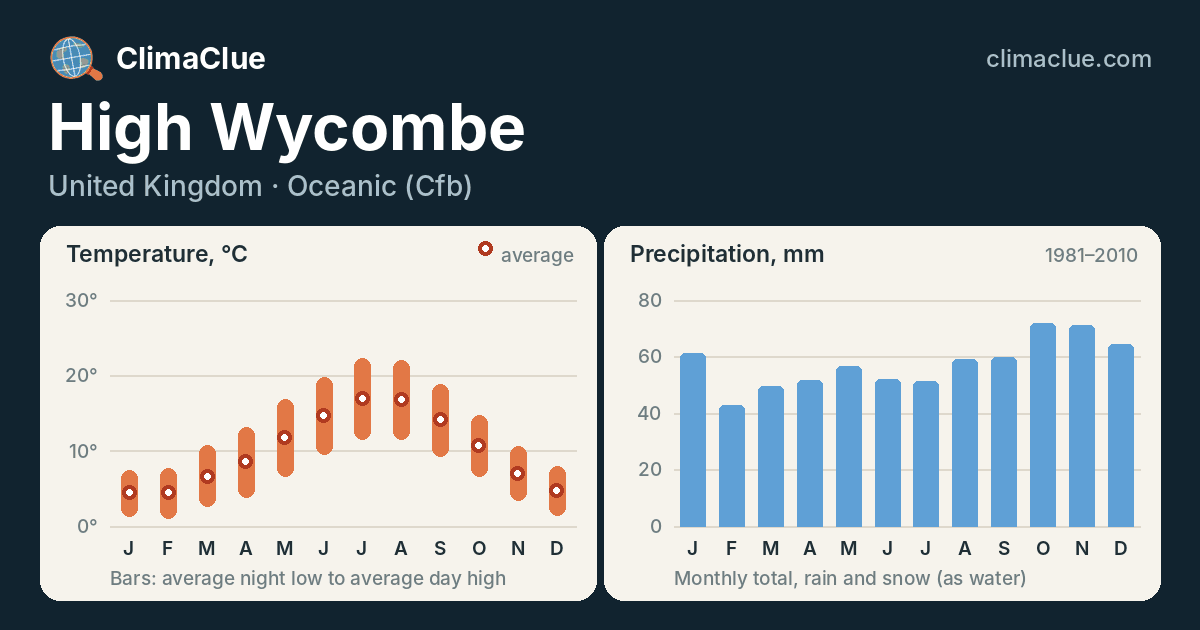 ClimaClue
climaclue.com
High Wycombe
United Kingdom · Oceanic (Cfb)
Temperature, °C
average
30°
20°
10°
0°
J F M A M J J A S O N D
Bars: average night low to average day high
Precipitation, mm
1981–2010
80
60
40
20
0
J F M A M J J A S O N D
Monthly total, rain and snow (as water)